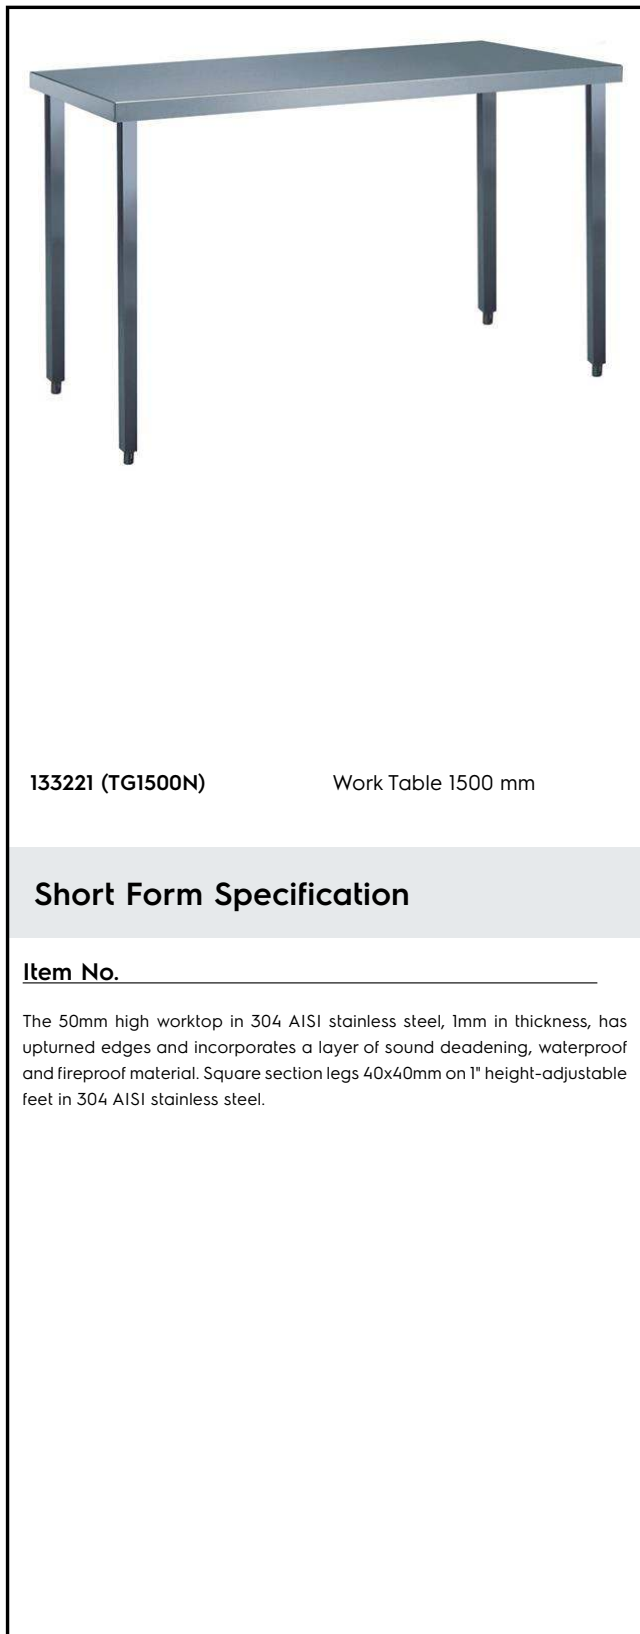 133221 (TG1500N) Work Table 1500 mm
Short Form Specification
Item No.
The 50mm high worktop in 304 AISI stainless steel, 1mm in thickness, has
upturned edges and incorporates a layer of sound deadening, waterproof
and fireproof material. Square section legs 40x40mm on 1" height-adjustable
feet in 304 AISI stainless steel.